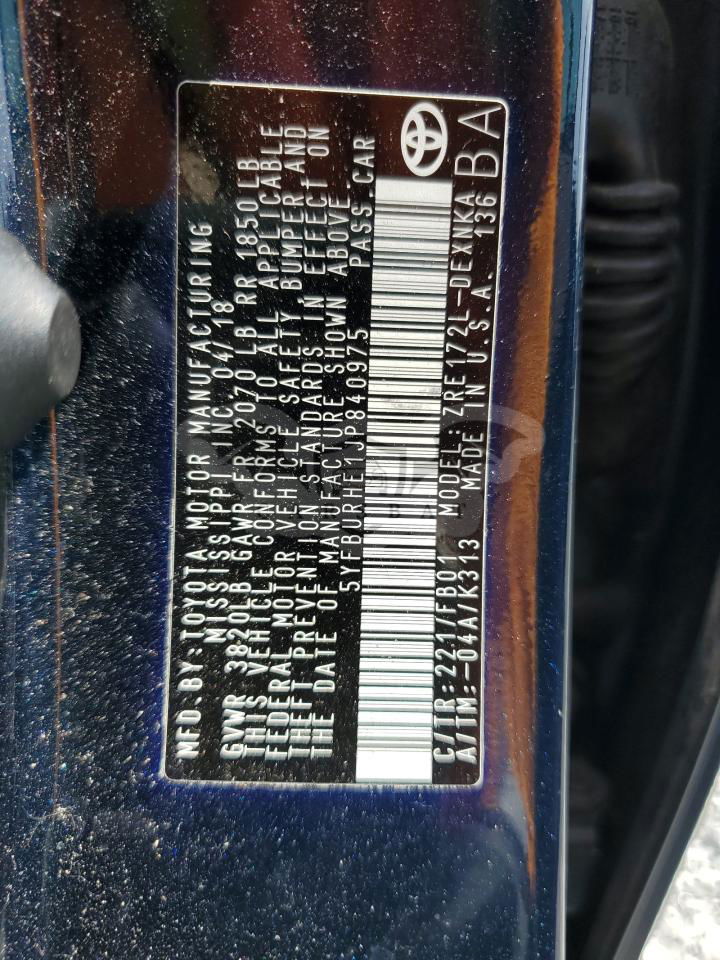 MFD.BY:TOYOTA MOTOR MANUFACTURING
MISSISSIPPI, INC. 04/18
GVWR 3820LB GAWR FR 2070 LB RR 1850 LB
THIS VEHICLE CONFORMS TO ALL APPLICABLE
FEDERAL MOTOR VEHICLE SAFETY BUMPER AND
THEFT PREVENTION STANDARDS IN EFFECT ON
THE DATE OF MANUFACTURE SHOWN ABOVE.
5YFBURHE1JP840975 PASS CAR
C/TR:221/FB01 MODEL: ZRE172L-DEXNKA
A/TM:-04A/K313 MADE IN U.S.A. 136
BA